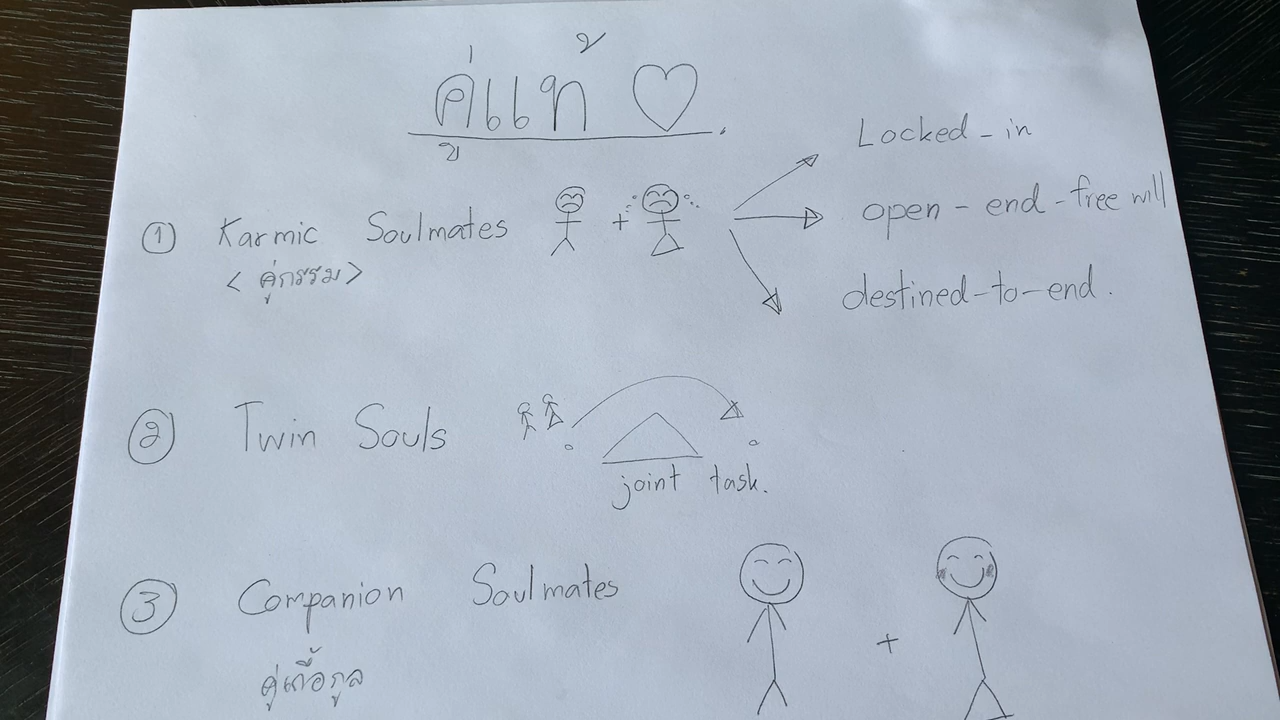 คู่แท้ ♡
① Karmic Soulmates
+
<คู่กรรม>
Locked-in
open-end-free will
destined-to-end.
② Twin Souls
joint task.
③ Companion Soulmates
+
คู่เกื้อกูล